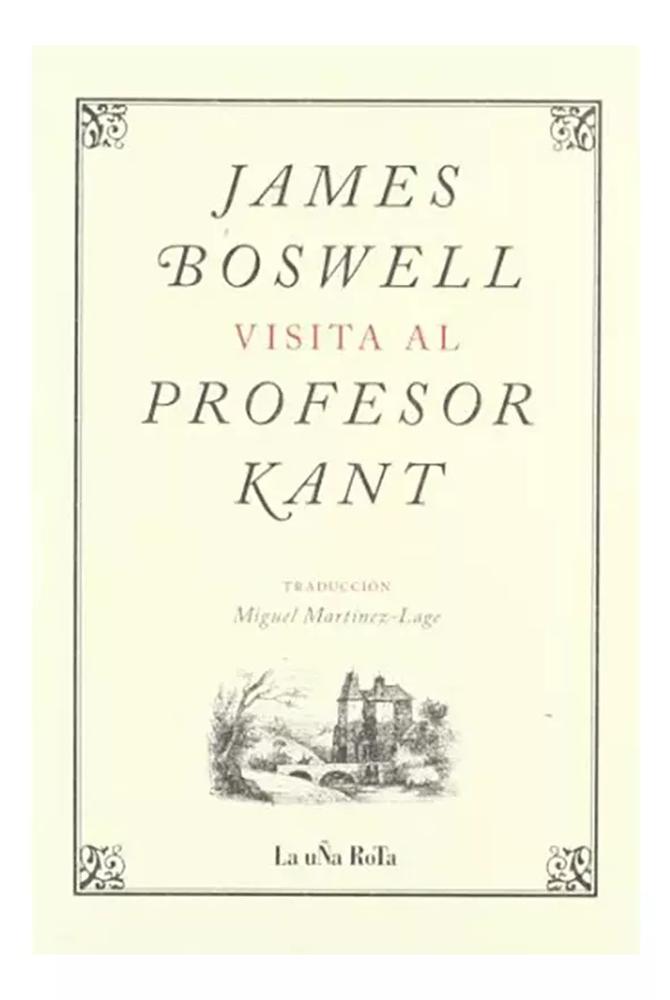 JAMES
BOSWELL
VISITA AL
PROFESOR
KANT
TRADUCCIÓN
Miguel Martínez-Lage
La uÑa RoTa